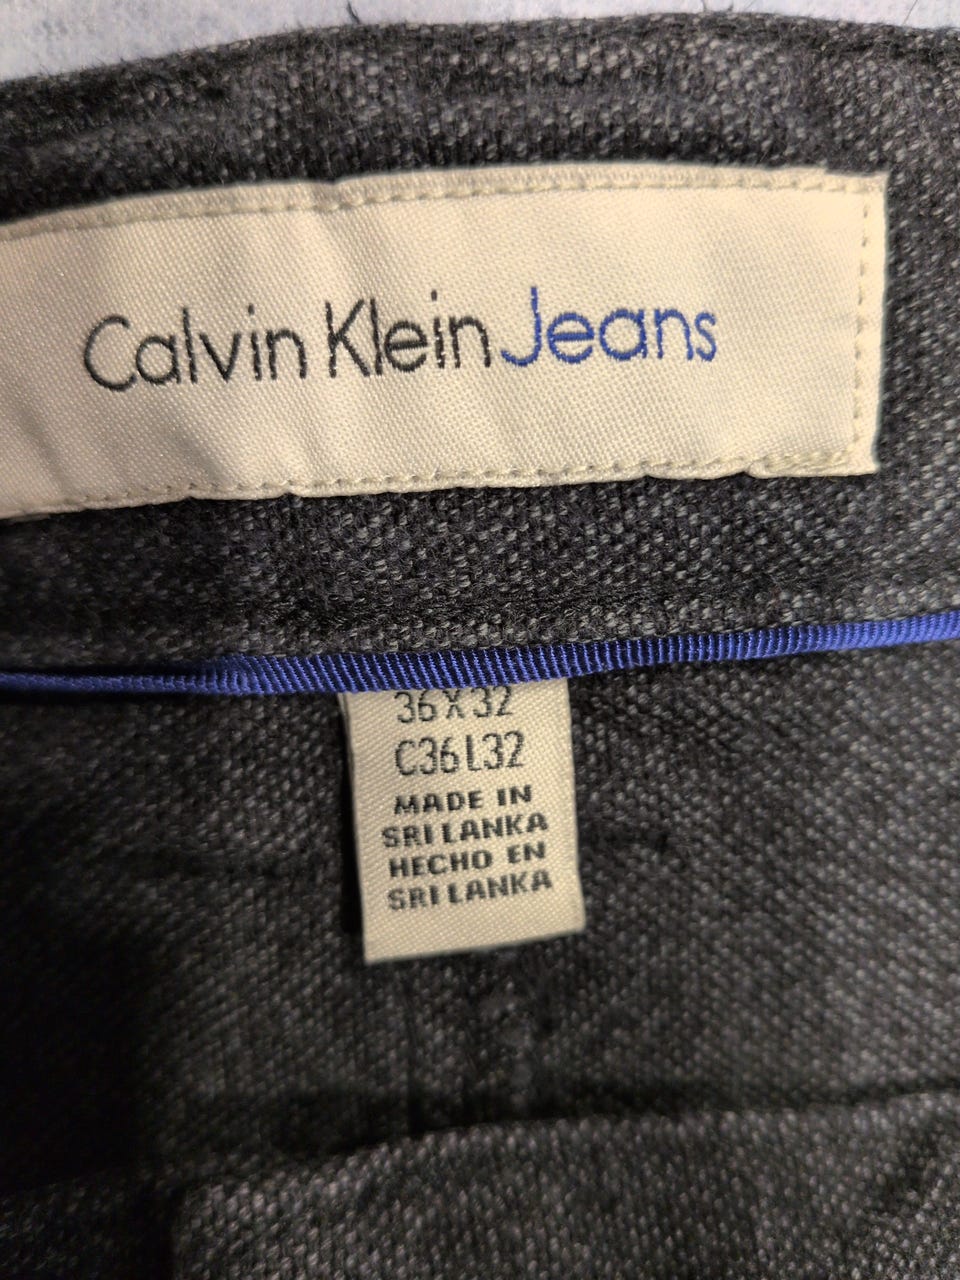 Calvin Klein Jeans
36 X 32
C36 L32
MADE IN
SRI LANKA
HECHO EN
SRI LANKA